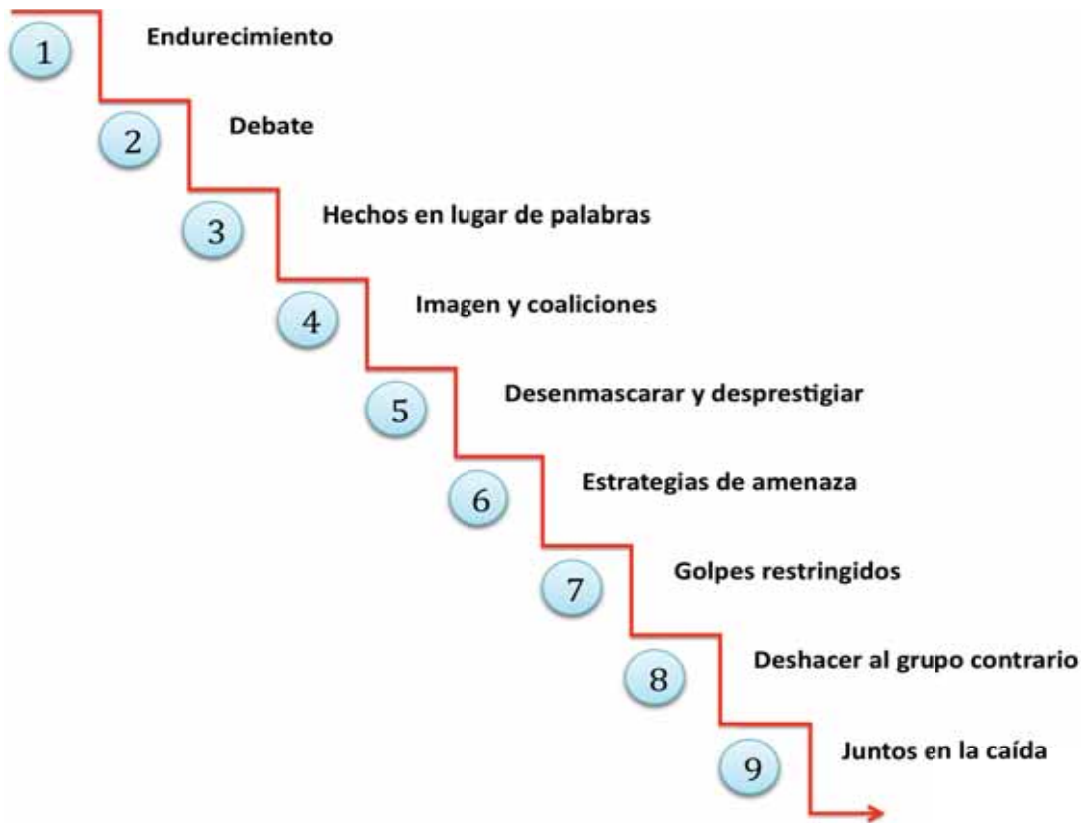 1 Endurecimiento
2 Debate
3 Hechos en lugar de palabras
4 Imagen y coaliciones
5 Desenmascarar y desprestigiar
6 Estrategias de amenaza
7 Golpes restringidos
8 Deshacer al grupo contrario
9 Juntos en la caída